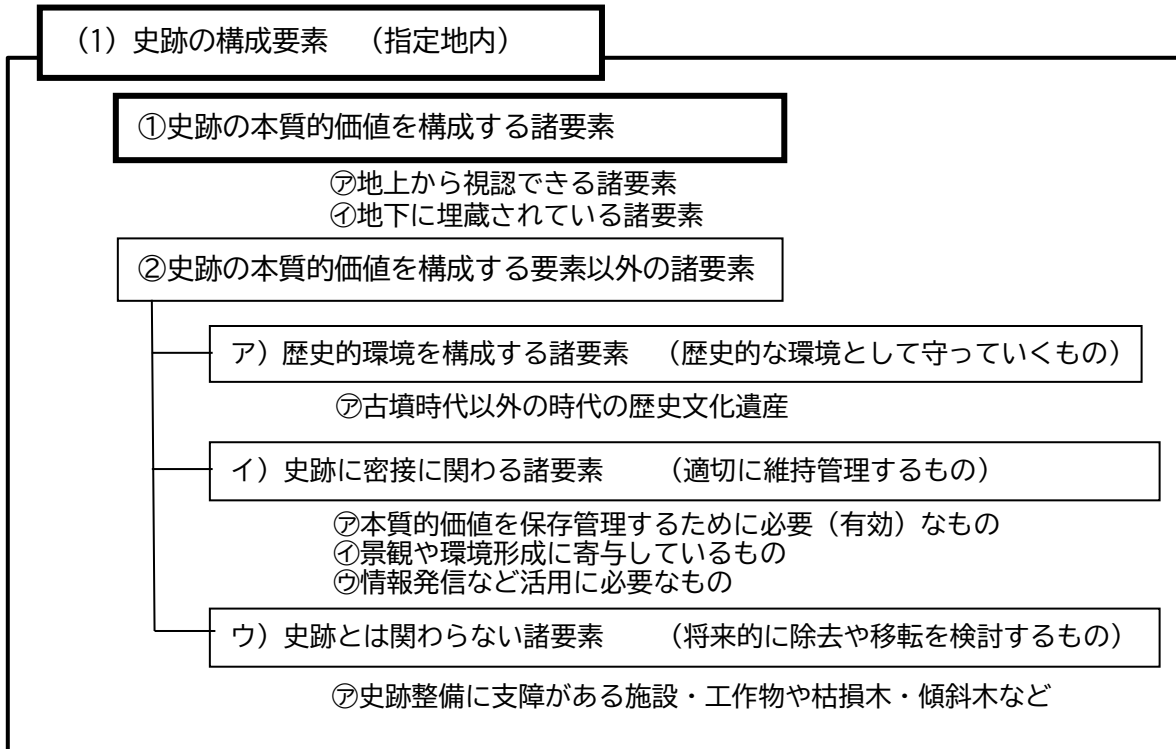 （1）史跡の構成要素　（指定地内）
①史跡の本質的価値を構成する諸要素
㋐地上から視認できる諸要素
㋑地下に埋蔵されている諸要素
②史跡の本質的価値を構成する要素以外の諸要素
ア）歴史的環境を構成する諸要素　（歴史的な環境として守っていくもの）
㋐古墳時代以外の時代の歴史文化遺産
イ）史跡に密接に関わる諸要素　　（適切に維持管理するもの）
㋐本質的価値を保存管理するために必要（有効）なもの
㋑景観や環境形成に寄与しているもの
㋒情報発信など活用に必要なもの
ウ）史跡とは関わらない諸要素　　（将来的に除去や移転を検討するもの）
㋐史跡整備に支障がある施設・工作物や枯損木・傾斜木など